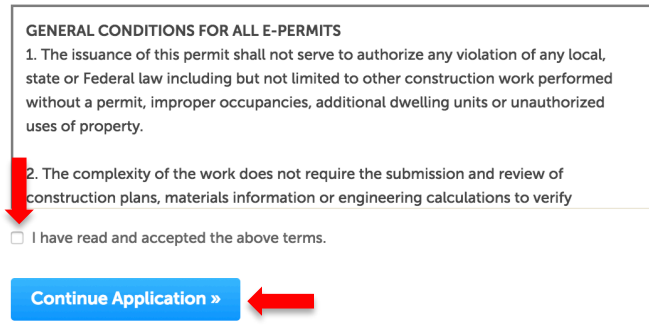 GENERAL CONDITIONS FOR ALL E-PERMITS
1. The issuance of this permit shall not serve to authorize any violation of any local,
state or Federal law including but not limited to other construction work performed
without a permit, improper occupancies, additional dwelling units or unauthorized
uses of property.
2. The complexity of the work does not require the submission and review of
construction plans, materials information or engineering calculations to verify
I have read and accepted the above terms.
Continue Application »